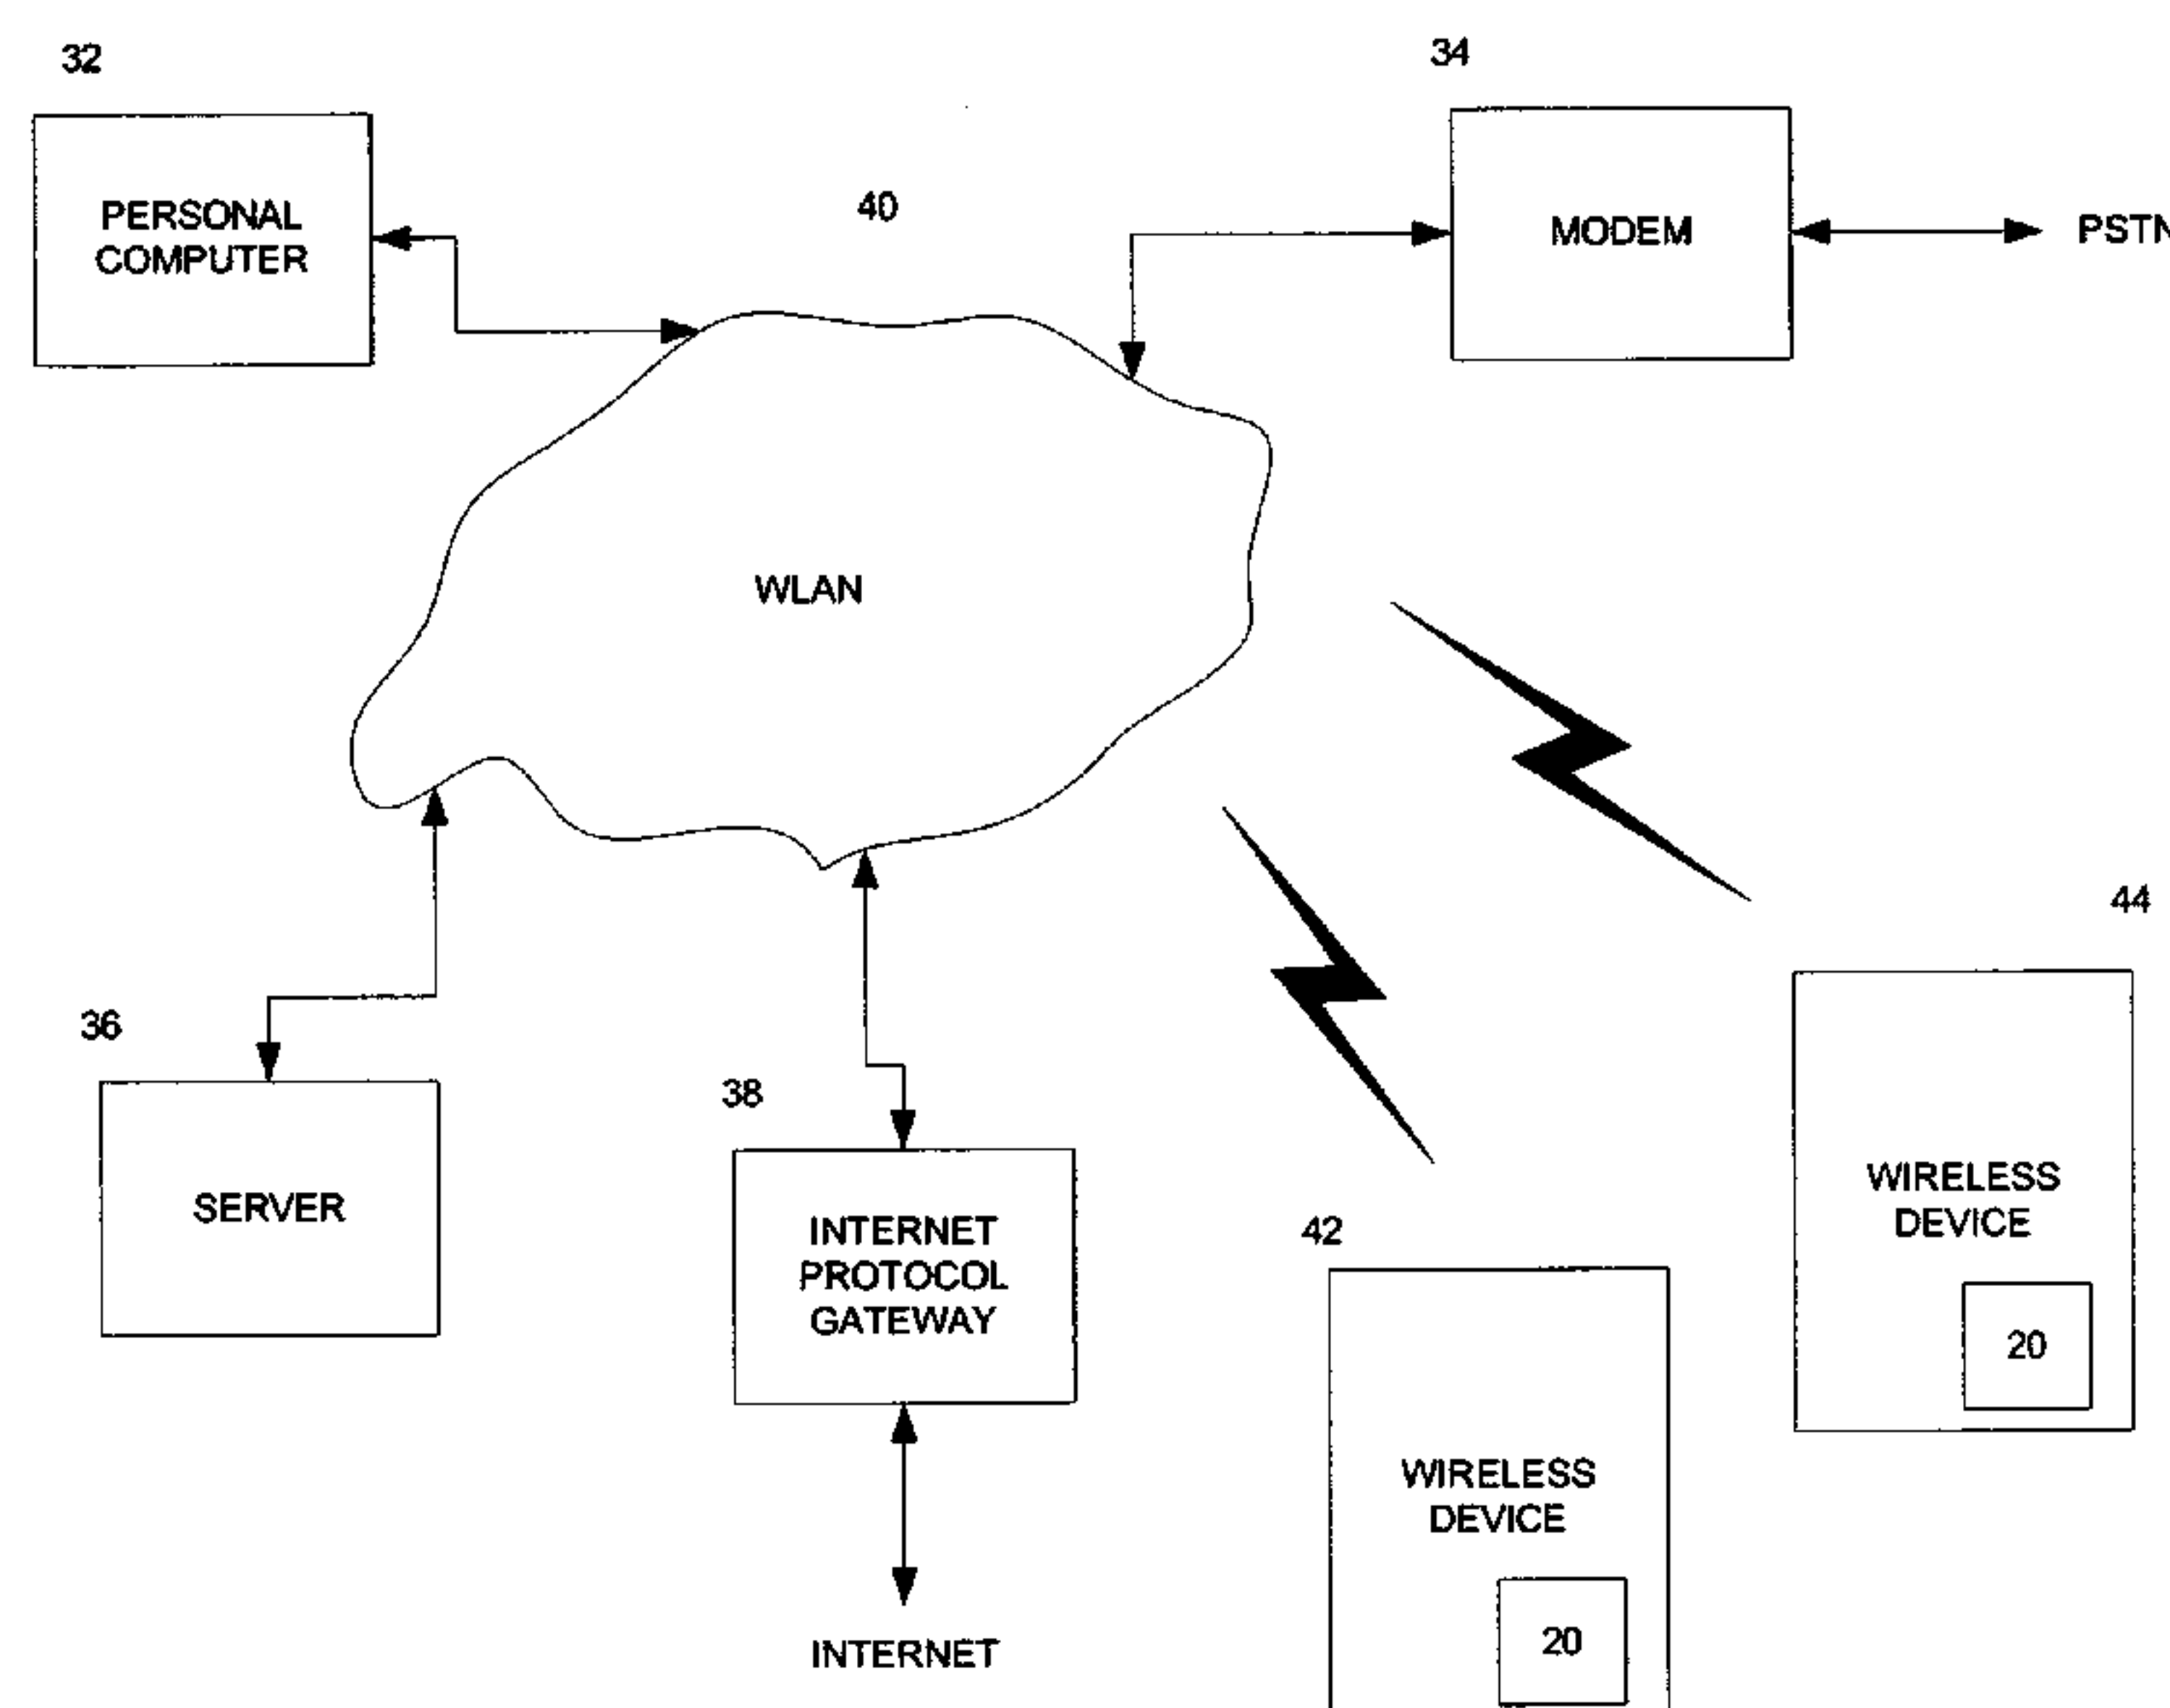 32
34
PERSONAL
COMPUTER
40
MODEM
PSTN
WLAN
44
36
38
SERVER
WIRELESS
DEVICE
42
INTERNET
PROTOCOL
GATEWAY
20
WIRELESS
DEVICE
20
INTERNET